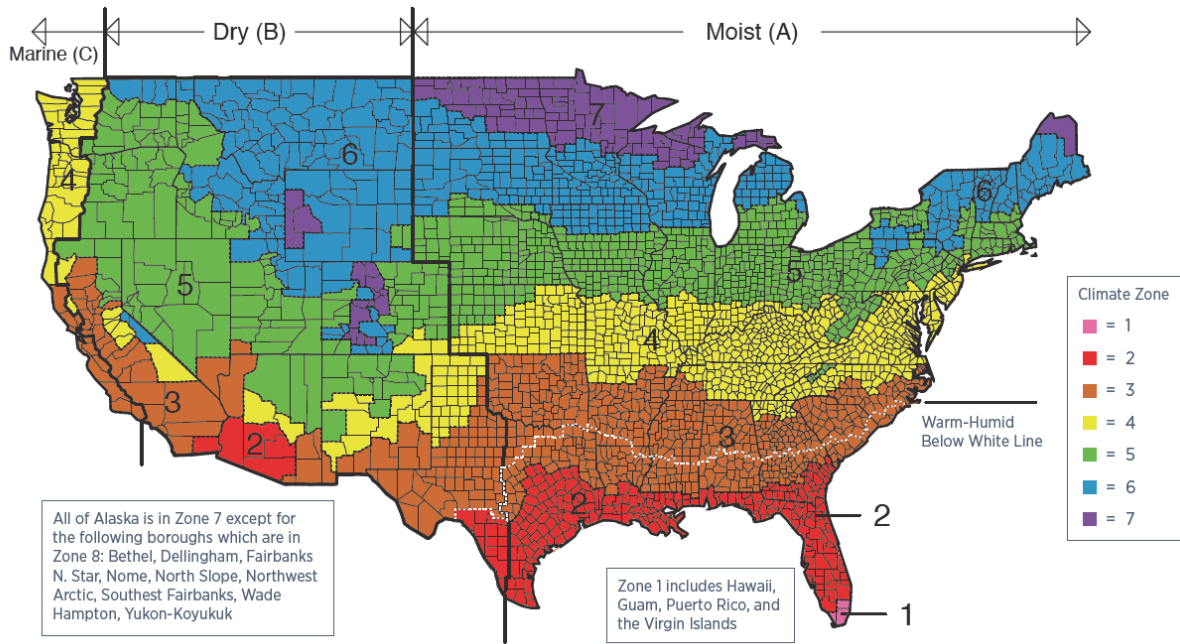 Marine (C)
Dry (B)
Moist (A)
7
6
6
4
5
5
4
3
3
2
2
2
1
Warm-Humid
Below White Line
Climate Zone
= 1
= 2
= 3
= 4
= 5
= 6
= 7
All of Alaska is in Zone 7 except for
the following boroughs which are in
Zone 8: Bethel, Dellingham, Fairbanks
N. Star, Nome, North Slope, Northwest
Arctic, Southest Fairbanks, Wade
Hampton, Yukon-Koyukuk
Zone 1 includes Hawaii,
Guam, Puerto Rico, and
the Virgin Islands